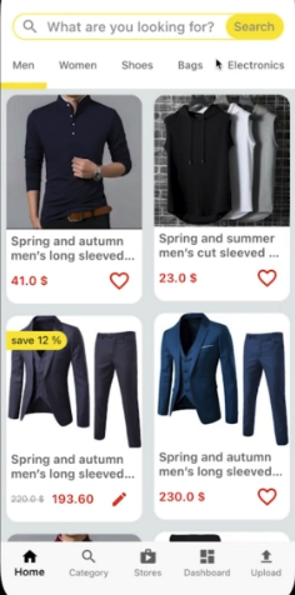 What are you looking for?
Search
Men
Women
Shoes
Bags
Electronics
Spring and autumn
men's long sleeved...
41.0 $
Spring and summer
men's cut sleeved ...
23.0 $
save 12 %
Spring and autumn
men's long sleeved...
220.0 $ 193.60
Spring and autumn
men's long sleeved...
230.0 $
Home
Category
Stores
Dashboard
Upload